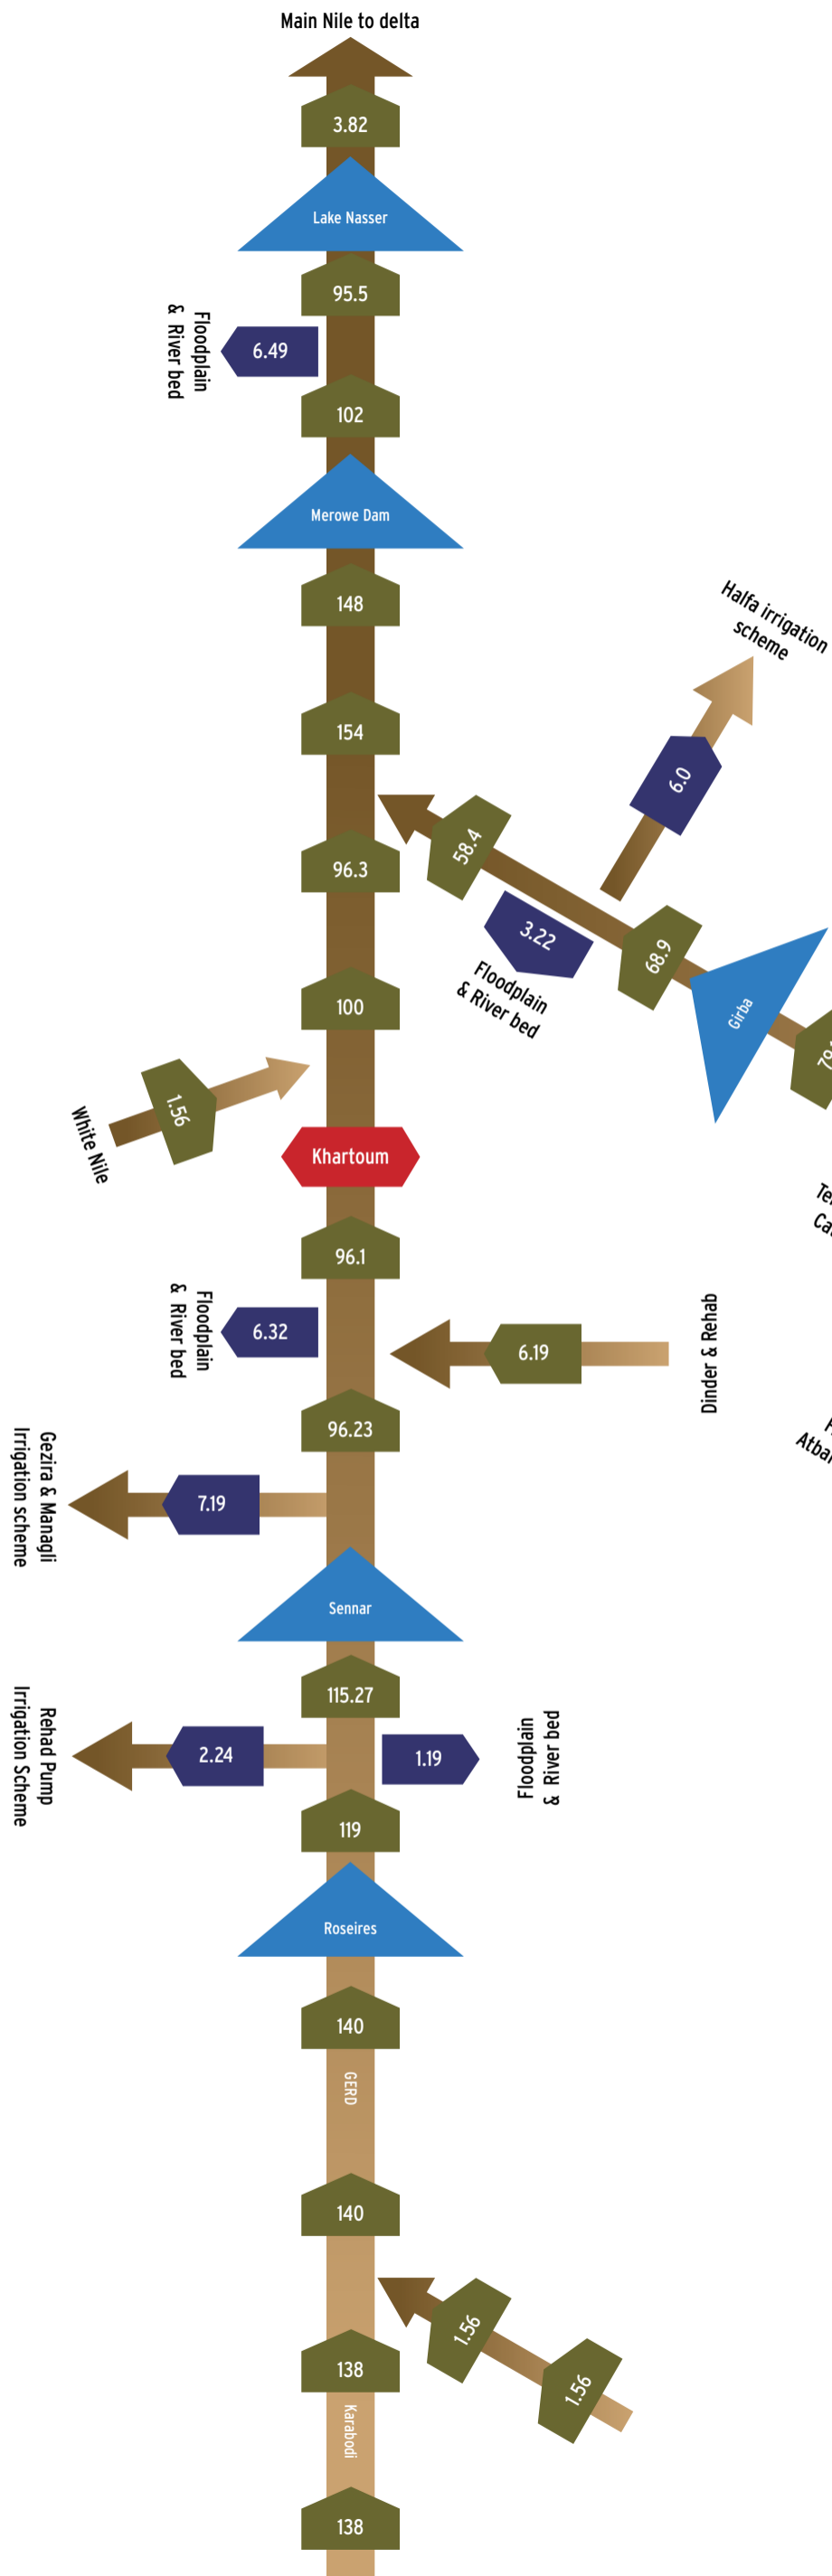 Main Nile to delta
3.82
Lake Nasser
95.5
Floodplain
& River bed
6.49
102
Merowe Dam
148
Halfa irrigation
scheme
154
6.0
58.4
96.3
3.22
Floodplain
& River bed
68.9
100
Girba
White Nile
1.56
Khartoum
96.1
Floodplain
& River bed
6.32
6.19
Dinder & Rehab
96.23
Gezira & Managli
Irrigation scheme
7.19
Sennar
115.27
Rehad Pump
Irrigation Scheme
2.24
1.19
Floodplain
& River bed
119
Roseires
140
GERD
140
1.56
138
1.56
Karabodi
138